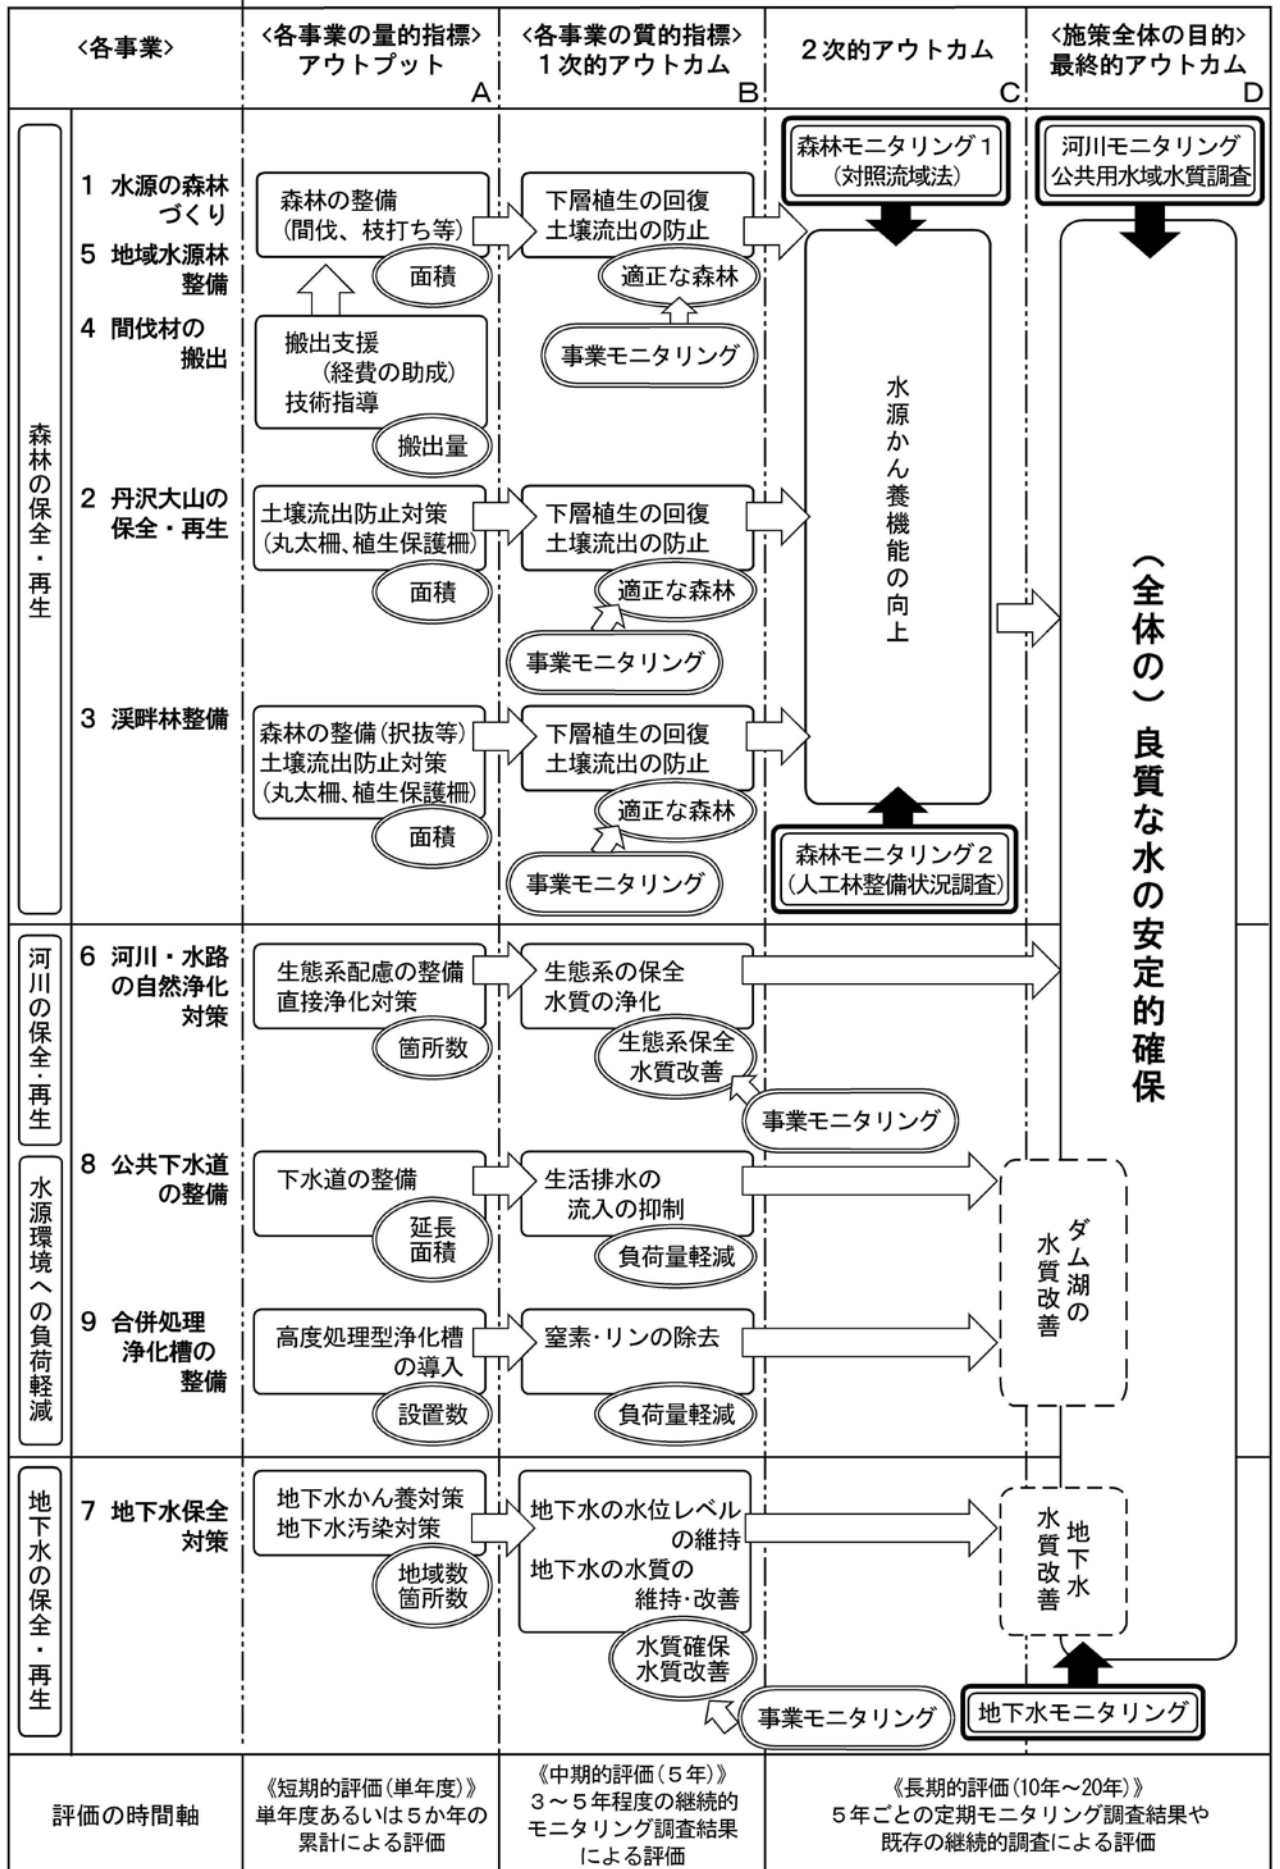 <各事業>
<各事業の量的指標>
アウトプット
A
<各事業の質的指標>
1次的アウトカム
B
2次的アウトカム
C
<施策全体の目的>
最終的アウトカム
D
森林の保全・再生
1 水源の森林
づくり
5 地域水源林
整備
4 間伐材の
搬出
2 丹沢大山の
保全・再生
3 渓畔林整備
森林の整備
(間伐、枝打ち等)
面積
搬出支援
(経費の助成)
技術指導
搬出量
土壌流出防止対策
(丸太柵、植生保護柵)
面積
森林の整備(択抜等)
土壌流出防止対策
(丸太柵、植生保護柵)
面積
下層植生の回復
土壌流出の防止
適正な森林
事業モニタリング
下層植生の回復
土壌流出の防止
適正な森林
事業モニタリング
下層植生の回復
土壌流出の防止
適正な森林
事業モニタリング
森林モニタリング1
(対照流域法)
水源かん養機能の向上
森林モニタリング2
(人工林整備状況調査)
河川モニタリング
公共用水域水質調査
(全体の)良質な水の安定的確保
河川の保全・再生
6 河川・水路
の自然浄化
対策
生態系配慮の整備
直接浄化対策
箇所数
生態系の保全
水質の浄化
生態系保全
水質改善
事業モニタリング
水源環境への負荷軽減
8 公共下水道
の整備
下水道の整備
延長
面積
生活排水の
流入の抑制
負荷量軽減
9 合併処理
浄化槽の
整備
高度処理型浄化槽
の導入
設置数
窒素・リンの除去
負荷量軽減
ダム湖の
水質改善
地下水の保全・再生
7 地下水保全
対策
地下水かん養対策
地下水汚染対策
地域数
箇所数
地下水の水位レベル
の維持
地下水の水質の
維持・改善
水質確保
水質改善
事業モニタリング
地下水
水質改善
地下水モニタリング
評価の時間軸
《短期的評価(単年度)》
単年度あるいは5か年の
累計による評価
《中期的評価(5年)》
3～5年程度の継続的
モニタリング調査結果
による評価
《長期的評価(10年～20年)》
5年ごとの定期モニタリング調査結果や
既存の継続的調査による評価